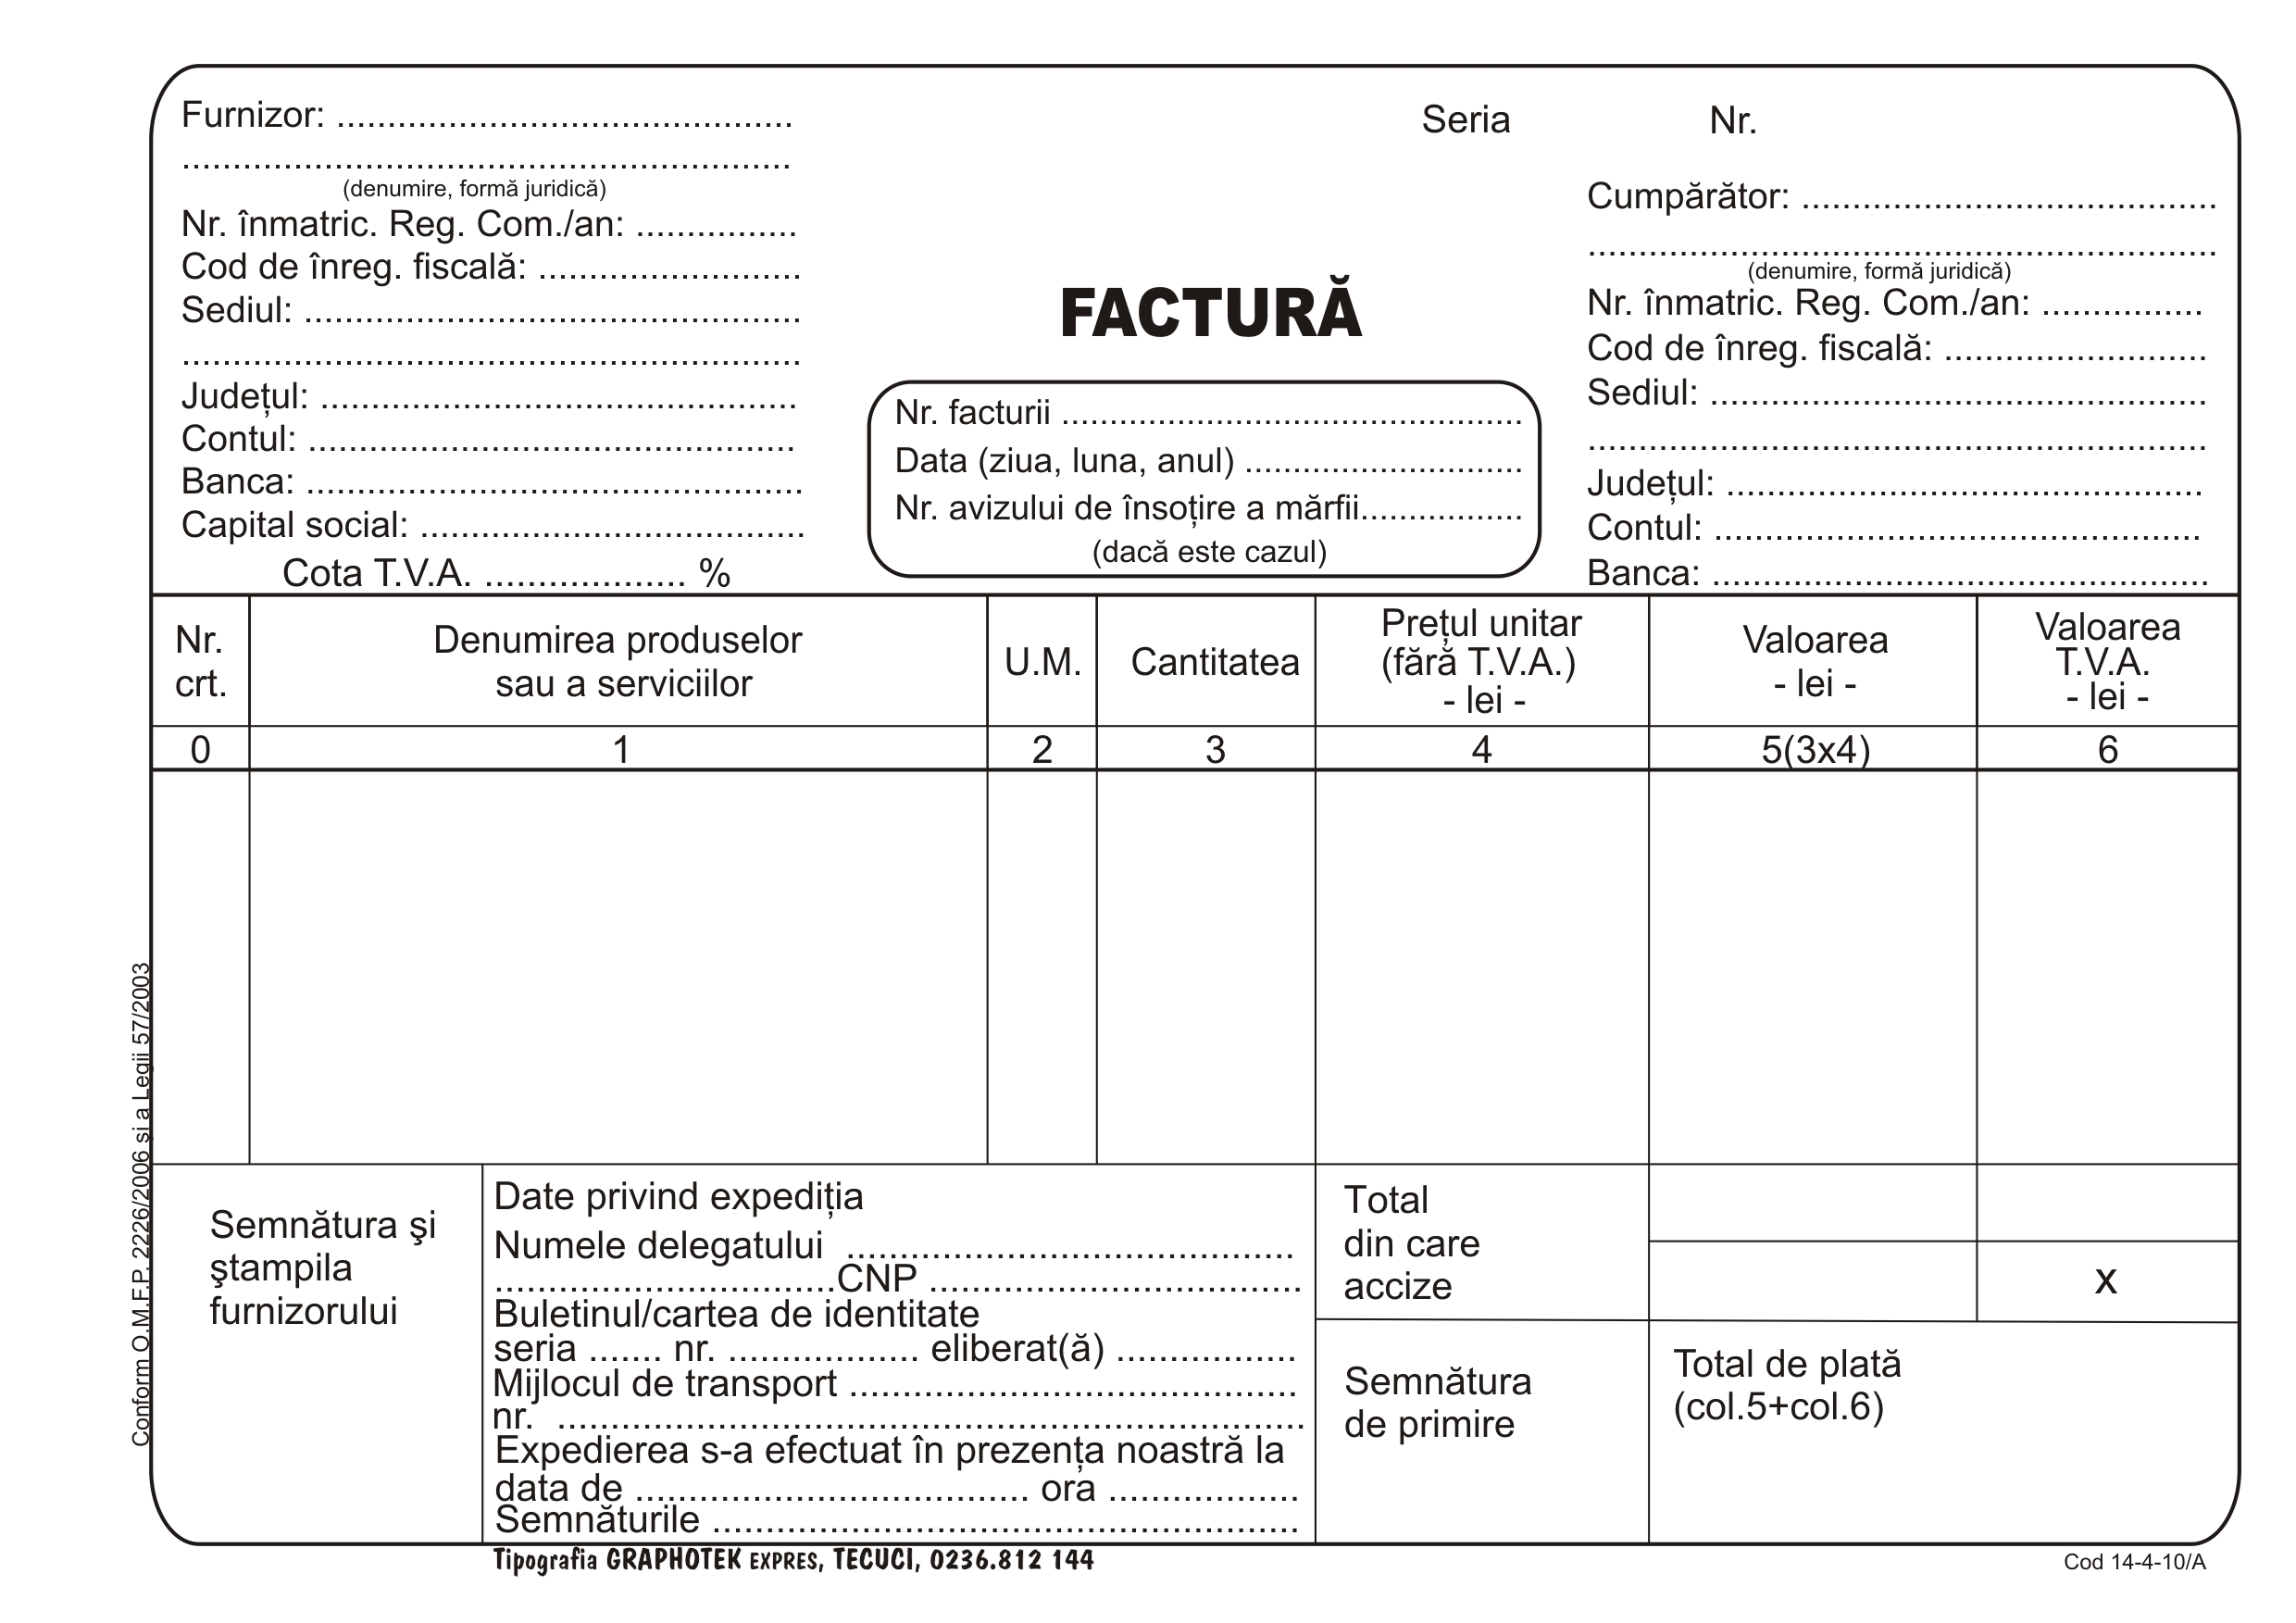 Furnizor: .............................................
............................................................
(denumire, formă juridică)
Nr. înmatric. Reg. Com./an: ................
Cod de înreg. fiscală: ..........................
Sediul: .................................................
.............................................................
Județul: ...............................................
Contul: ................................................
Banca: .................................................
Capital social: ......................................
Cota T.V.A. .................... %
Seria Nr.
FACTURĂ
Nr. facturii ................................................
Data (ziua, luna, anul) .............................
Nr. avizului de însoțire a mărfii.................
(dacă este cazul)
Cumpărător: .........................................
..............................................................
(denumire, formă juridică)
Nr. înmatric. Reg. Com./an: ................
Cod de înreg. fiscală: ..........................
Sediul: .................................................
.............................................................
Județul: ...............................................
Contul: ................................................
Banca: .................................................
Nr.
crt.
Denumirea produselor
sau a serviciilor
U.M.
Cantitatea
Prețul unitar
(fără T.V.A.)
- lei -
Valoarea
- lei -
Valoarea
T.V.A.
- lei -
0 1 2 3 4 5(3x4) 6
Semnătura şi
ştampila
furnizorului
Date privind expediția
Numele delegatului ..........................................
................................CNP ...................................
Buletinul/cartea de identitate
seria ....... nr. .................. eliberat(ă) .................
Mijlocul de transport ..........................................
nr. ......................................................................
Expedierea s-a efectuat în prezența noastră la
data de ..................................... ora ..................
Semnăturile .......................................................
Total
din care
accize
x
Semnătura
de primire
Total de plată
(col.5+col.6)
Conform O.M.F.P. 2226/2006 şi a Legii 57/2003
Tipografia GRAPHOTEK EXPRES, TECUCI, 0236.812 144
Cod 14-4-10/A